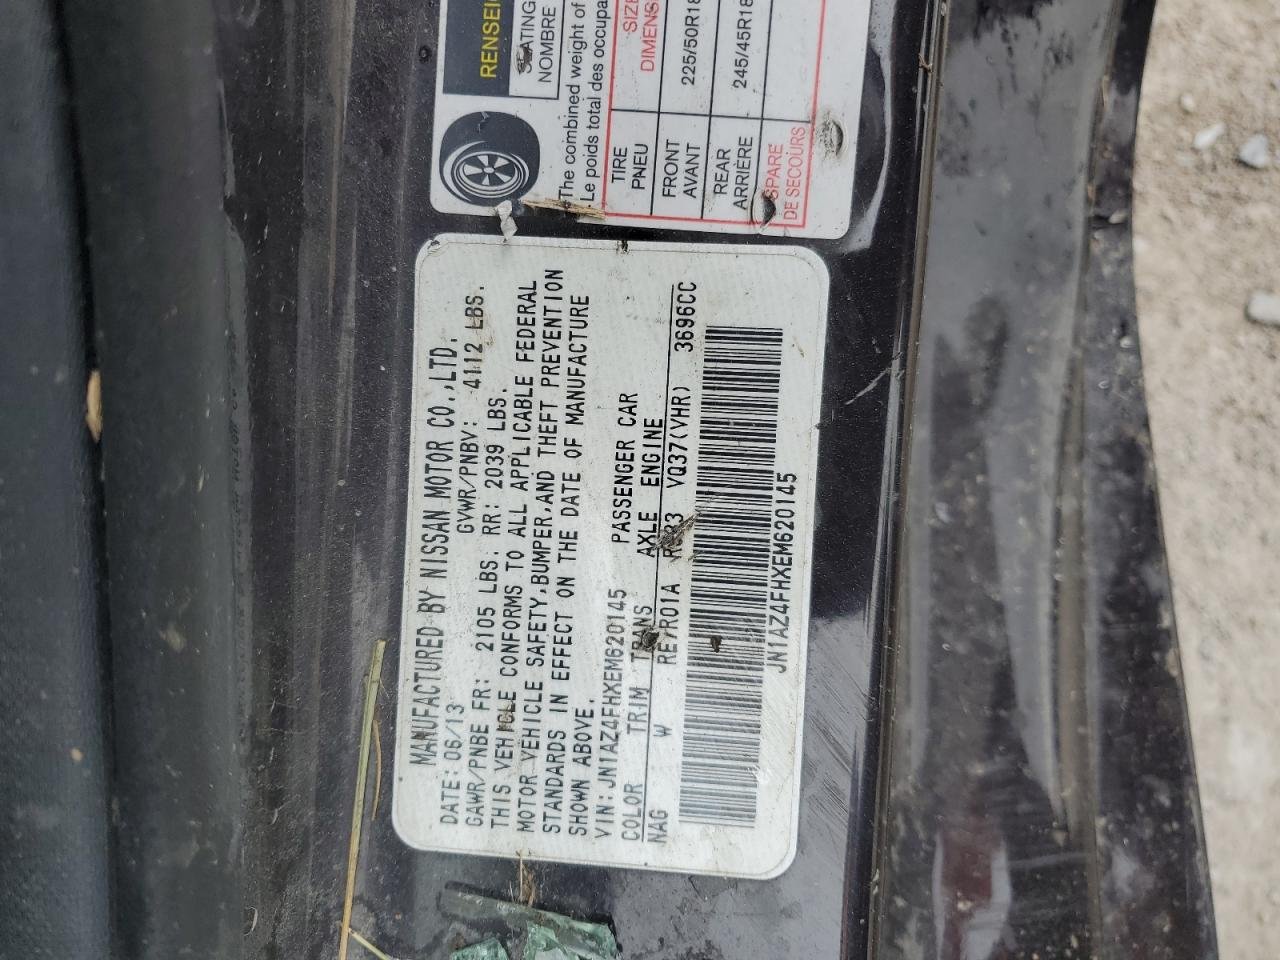 RENSEI
SEATING
NOMBRE
The combined weight of
Le poids total des occupa
TIRE SIZE
PNEU DIMENS
FRONT 225/50R18
AVANT
REAR 245/45R18
ARRIÈRE
SPARE
DE SECOURS
MANUFACTURED BY NISSAN MOTOR CO.,LTD.
DATE:06/13 GVWR/PNBV: 4112 LBS.
GAWR/PNBE FR: 2105 LBS. RR: 2039 LBS.
THIS VEHICLE CONFORMS TO ALL APPLICABLE FEDERAL
MOTOR VEHICLE SAFETY,BUMPER,AND THEFT PREVENTION
STANDARDS IN EFFECT ON THE DATE OF MANUFACTURE
SHOWN ABOVE.
VIN:JN1AZ4FHXEM620145 PASSENGER CAR
COLOR TRIM TRANS AXLE ENGINE
NAG W RE7R01A VQ37(VHR) 3696CC
JN1AZ4FHXEM620145